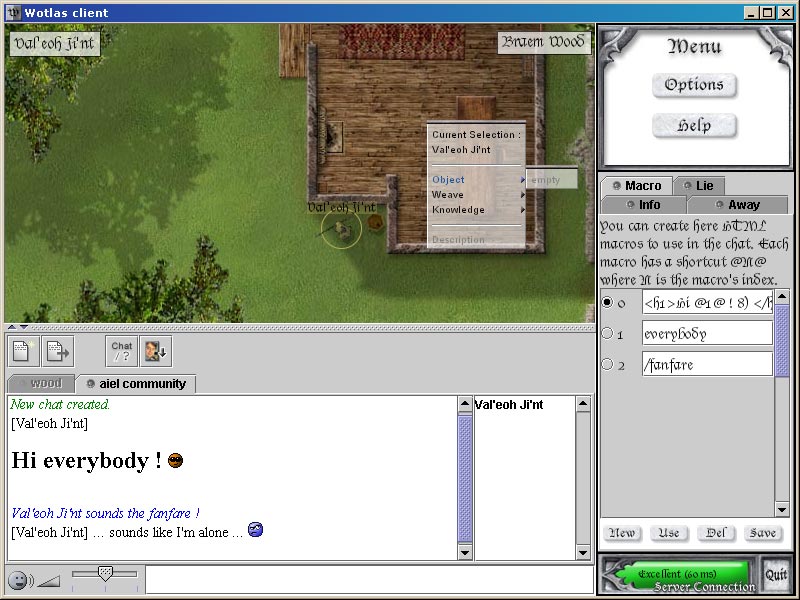 Wotlas client
Val'eoh Ji'nt
Braem Wood
Current Selection :
Val'eoh Ji'nt
Object
empty
Weave
Knowledge
Description
Val'eoh Ji'nt
Chat
/ ?
wood
aiel community
New chat created.
[Val'eoh Ji'nt]
Hi everybody !
Val'eoh Ji'nt sounds the fanfare !
[Val'eoh Ji'nt] ... sounds like I'm alone ...
Val'eoh Ji'nt
Menu
Options
Help
Macro
Lie
Info
Away
You can create here HTML
macros to use in the chat. Each
macro has a shortcut @N@
where N is the macro's index.
0 <h1>Hi @1@ ! 8) </h
1 everybody
2 /fanfare
New
Use
Del
Save
Excellent (60 ms)
Server Connection
Quit